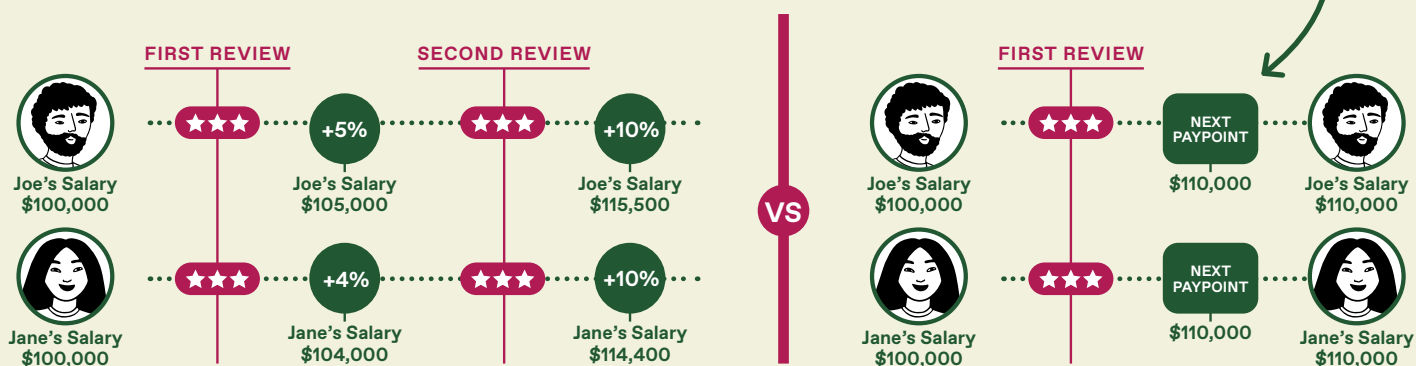 FIRST REVIEW
SECOND REVIEW
+5%
+10%
Joe's Salary
$100,000
Joe's Salary
$105,000
Joe's Salary
$115,500
+4%
+10%
Jane's Salary
$100,000
Jane's Salary
$104,000
Jane's Salary
$114,400
VS
FIRST REVIEW
NEXT
PAYPOINT
Joe's Salary
$100,000
$110,000
Joe's Salary
$110,000
NEXT
PAYPOINT
Jane's Salary
$100,000
$110,000
Jane's Salary
$110,000